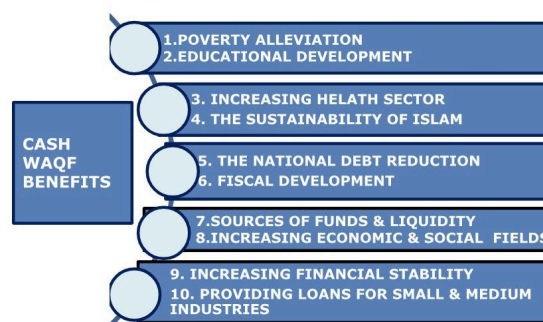 CASH
WAQF
BENEFITS
1.POVERTY ALLEVIATION
2.EDUCATIONAL DEVELOPMENT
3. INCREASING HELATH SECTOR
4. THE SUSTAINABILITY OF ISLAM
5. THE NATIONAL DEBT REDUCTION
6. FISCAL DEVELOPMENT
7.SOURCES OF FUNDS & LIQUIDITY
8.INCREASING ECONOMIC & SOCIAL FIELDS
9. INCREASING FINANCIAL STABILITY
10. PROVIDING LOANS FOR SMALL & MEDIUM
INDUSTRIES